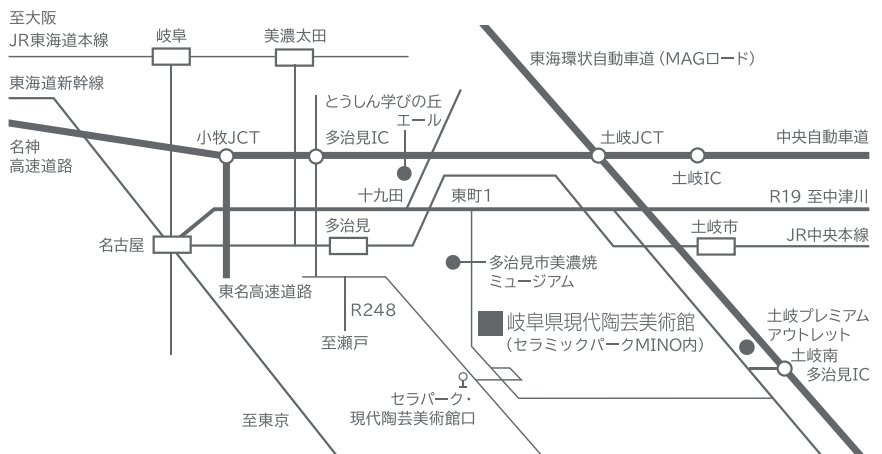 至大阪
JR東海道本線
岐阜
美濃太田
東海環状自動車道（MAGロード）
東海道新幹線
とうしん学びの丘
エール
小牧JCT
多治見IC
土岐JCT
中央自動車道
名神
高速道路
土岐IC
十九田
東町1
R19 至中津川
多治見
土岐市
名古屋
JR中央本線
多治見市美濃焼
ミュージアム
東名高速道路
R248
岐阜県現代陶芸美術館
（セラミックパークMINO内）
土岐プレミアム
アウトレット
至瀬戸
土岐南
多治見IC
セラパーク・
現代陶芸美術館口
至東京